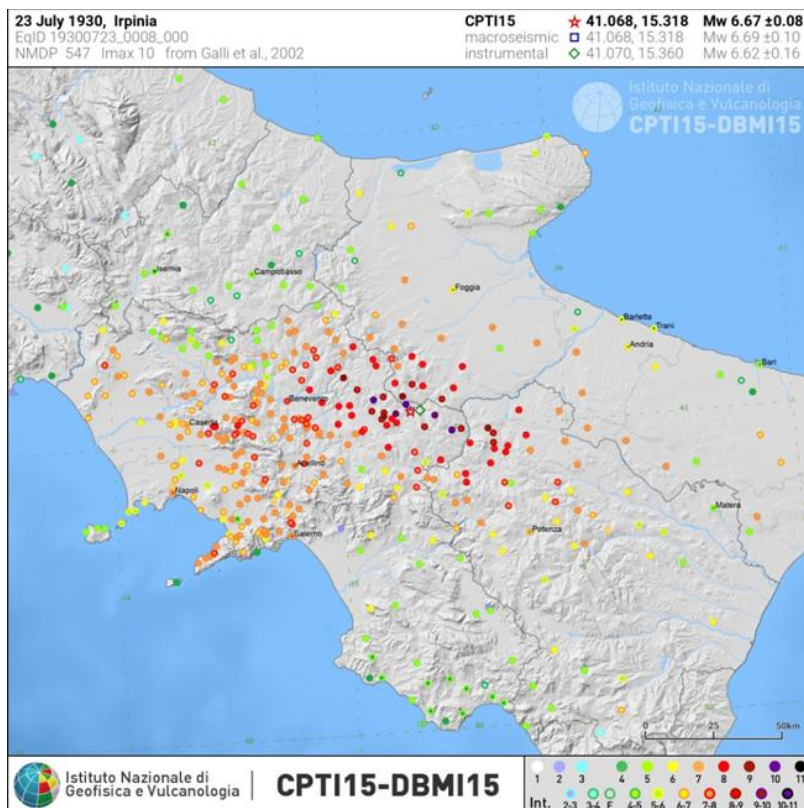 23 July 1930, Irpinia
EqID 19300723_0008_000
NMDP 547 Imax 10 from Galli et al., 2002
CPTI15 41.068, 15.318 Mw 6.67 ±0.08
macroseismic 41.068, 15.318 Mw 6.69 ±0.10
instrumental 41.070, 15.360 Mw 6.62 ±0.16
Istituto Nazionale di
Geofisica e Vulcanologia
CPTI15-DBMI15
42
42
Isernia
Campobasso
Foggia
Barletta
Trani
Andria
Bari
Benevento
41
Caserta
Avellino
Napoli
Matera
Salerno
Potenza
0 25 50km
Istituto Nazionale di
Geofisica e Vulcanologia
CPTI15-DBMI15
1 2 3 4 5 6 7 8 9 10 11
Int. 2-3 3-4 F 4-5 5-6 6-7 7-8 8-9 9-10 10-11